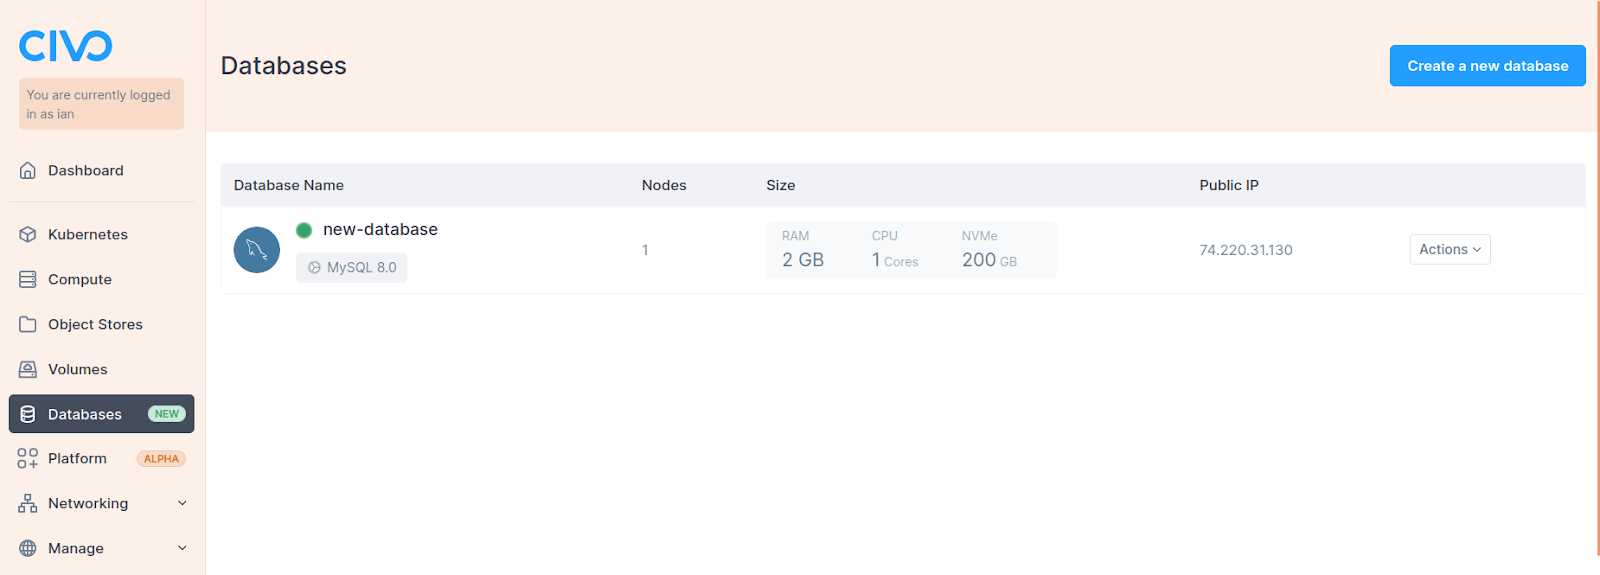 CIVO
You are currently logged
in as ian
Dashboard
Kubernetes
Compute
Object Stores
Volumes
Databases NEW
Platform ALPHA
Networking
Manage
Databases
Create a new database
Database Name Nodes Size Public IP
new-database
MySQL 8.0
1
RAM CPU NVMe
2 GB 1 Cores 200 GB
74.220.31.130
Actions